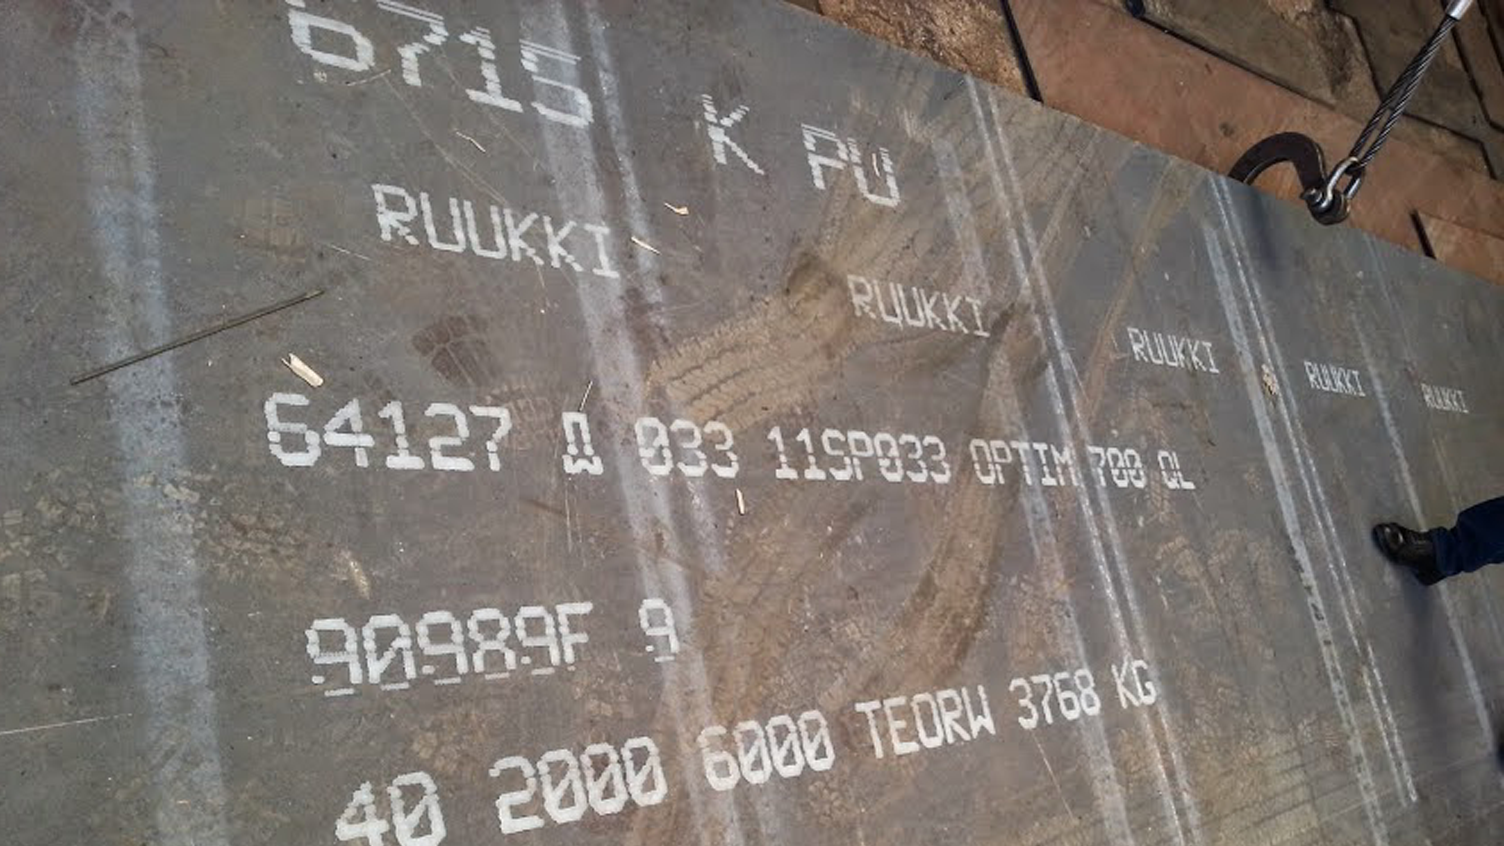 6715 K PU
RUUKKI RUUKKI RUUKKI RUUKKI RUUKKI
64127 033 11SP033 OPTIM 700 QL
90989F 9
40 2000 6000 TEORW 3768 KG